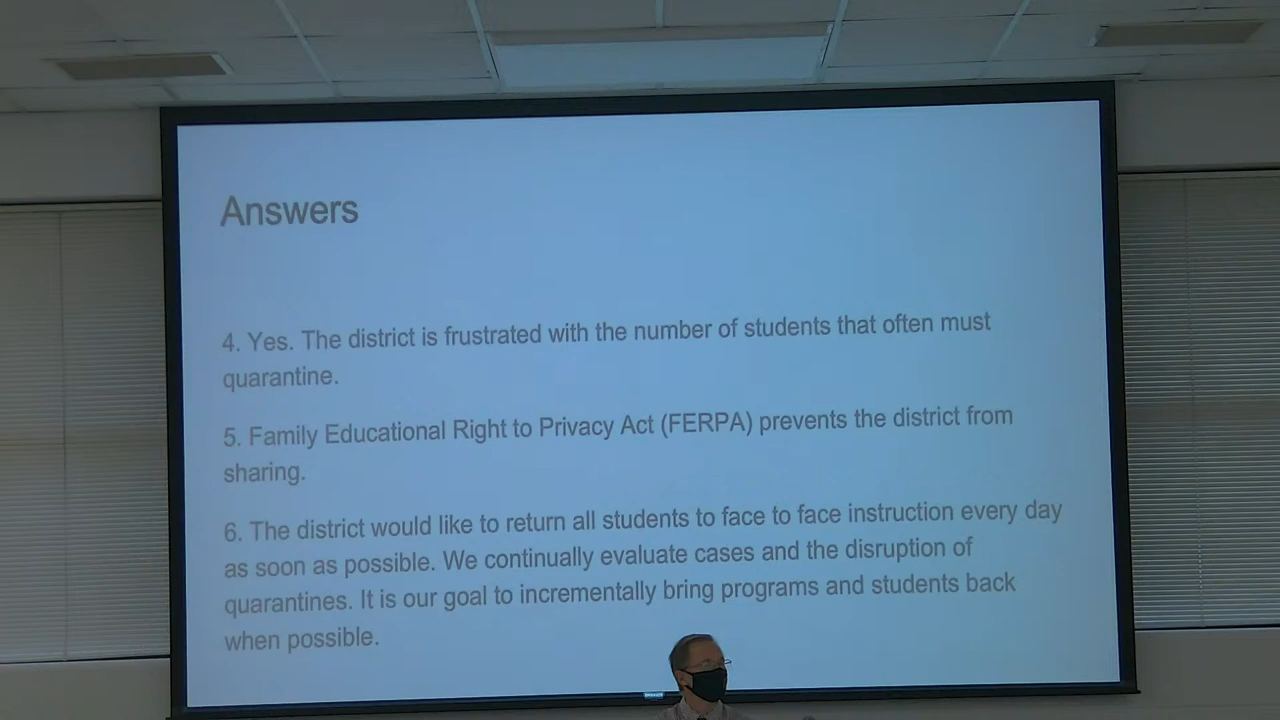 Answers
4. Yes. The district is frustrated with the number of students that often must
quarantine.
5. Family Educational Right to Privacy Act (FERPA) prevents the district from
sharing.
6. The district would like to return all students to face to face instruction every day
as soon as possible. We continually evaluate cases and the disruption of
quarantines. It is our goal to incrementally bring programs and students back
when possible.